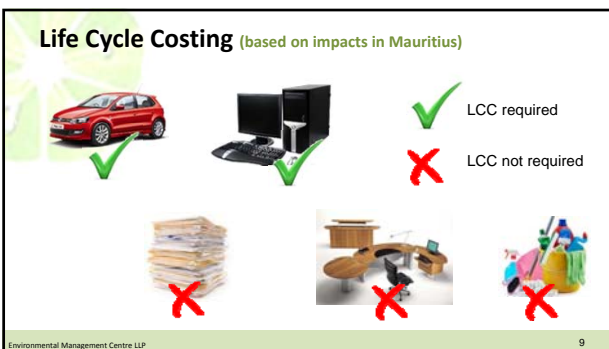 Life Cycle Costing (based on impacts in Mauritius)
LCC required
LCC not required
Environmental Management Centre LLP
9